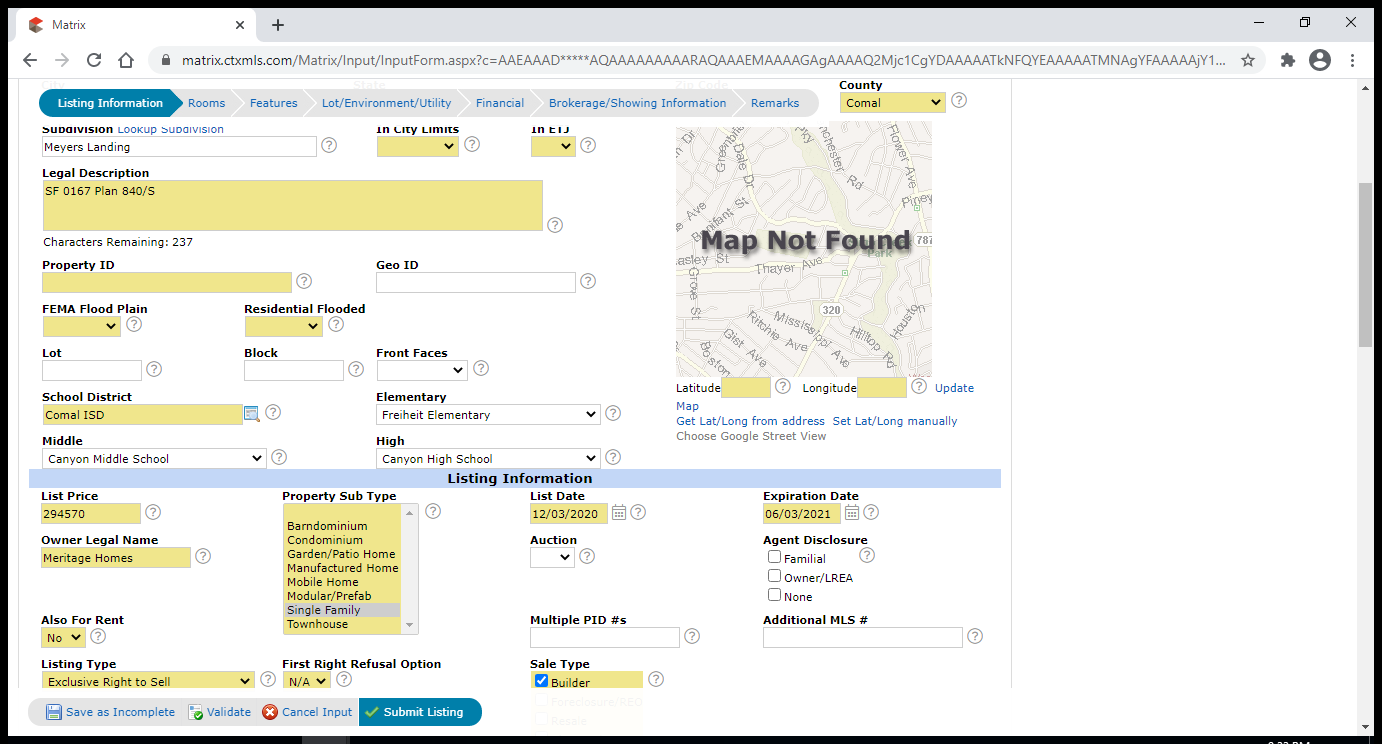 Matrix
matrix.ctxmls.com/Matrix/Input/InputForm.aspx?c=AAEAAAD*****AQAAAAAAAAARAQAAAEMAAAAGAgAAAAQ2Mjc1CgYDAAAAATkNFQYEAAAAATMNAgYFAAAAAjY1...
City State Zip Code County
Listing Information Rooms Features Lot/Environment/Utility Financial Brokerage/Showing Information Remarks Comal
Subdivision Lookup Subdivision In City Limits In ETJ
Meyers Landing
Legal Description
SF 0167 Plan 840/S
Characters Remaining: 237
Property ID Geo ID
FEMA Flood Plain Residential Flooded
Lot Block Front Faces
School District Elementary
Comal ISD Freiheit Elementary
Middle High
Canyon Middle School Canyon High School
Dale Dr
Rd
Flower Ave
Piney
Ave
Bonifant St
Map Not Found
787
Park
Thayer Ave
Grove St
320
Mississippi Ave
Ritchie Ave
Gist Ave
Hilltop Rd
Houston
Boston
Latitude Longitude Update
Map
Get Lat/Long from address Set Lat/Long manually
Choose Google Street View
Listing Information
List Price Property Sub Type List Date Expiration Date
294570 12/03/2020 06/03/2021
Barndominium
Condominium
Garden/Patio Home
Manufactured Home
Mobile Home
Modular/Prefab
Single Family
Townhouse
Owner Legal Name Auction Agent Disclosure
Meritage Homes
Familial
Owner/LREA
None
Also For Rent Multiple PID #s Additional MLS #
No
Listing Type First Right Refusal Option Sale Type
Exclusive Right to Sell N/A Builder
Foreclosure/REO
Resale
Save as Incomplete Validate Cancel Input Submit Listing